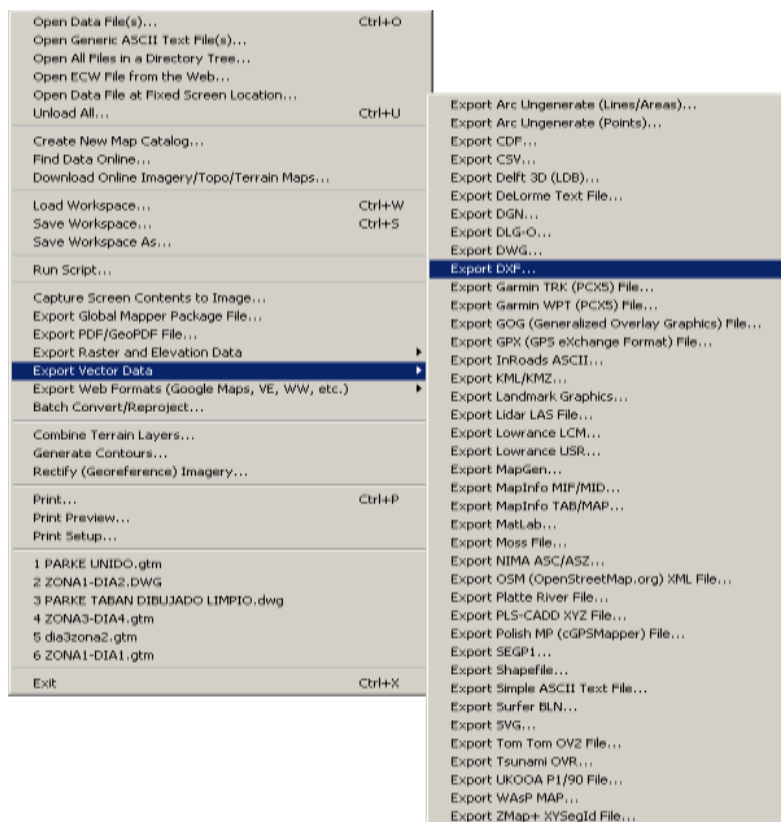 Open Data File(s)... Ctrl+O
Open Generic ASCII Text File(s)...
Open All Files in a Directory Tree...
Open ECW File from the Web...
Open Data File at Fixed Screen Location...
Unload All... Ctrl+U
Create New Map Catalog...
Find Data Online...
Download Online Imagery/Topo/Terrain Maps...
Load Workspace... Ctrl+W
Save Workspace... Ctrl+S
Save Workspace As...
Run Script...
Capture Screen Contents to Image...
Export Global Mapper Package File...
Export PDF/GeoPDF File...
Export Raster and Elevation Data
Export Vector Data
Export Web Formats (Google Maps, VE, WW, etc.)
Batch Convert/Reproject...
Combine Terrain Layers...
Generate Contours...
Rectify (Georeference) Imagery...
Print... Ctrl+P
Print Preview...
Print Setup...
1 PARKE UNIDO.gtm
2 ZONA1-DIA2.DWG
3 PARKE TABAN DIBUJADO LIMPIO.dwg
4 ZONA3-DIA4.gtm
5 dia3zona2.gtm
6 ZONA1-DIA1.gtm
Exit Ctrl+X
Export Arc Ungenerate (Lines/Areas)...
Export Arc Ungenerate (Points)...
Export CDF...
Export CSV...
Export Delft 3D (LDB)...
Export DeLorme Text File...
Export DGN...
Export DLG-O...
Export DWG...
Export DXF...
Export Garmin TRK (PCX5) File...
Export Garmin WPT (PCX5) File...
Export GOG (Generalized Overlay Graphics) File...
Export GPX (GPS eXchange Format) File...
Export InRoads ASCII...
Export KML/KMZ...
Export Landmark Graphics...
Export Lidar LAS File...
Export Lowrance LCM...
Export Lowrance USR...
Export MapGen...
Export MapInfo MIF/MID...
Export MapInfo TAB/MAP...
Export MatLab...
Export Moss File...
Export NIMA ASC/ASZ...
Export OSM (OpenStreetMap.org) XML File...
Export Platte River File...
Export PLS-CADD XYZ File...
Export Polish MP (cGPSMapper) File...
Export SEGP1...
Export Shapefile...
Export Simple ASCII Text File...
Export Surfer BLN...
Export SVG...
Export Tom Tom OV2 File...
Export Tsunami OVR...
Export UKOOA P1/90 File...
Export WAsP MAP...
Export ZMap+ XYSegId File...